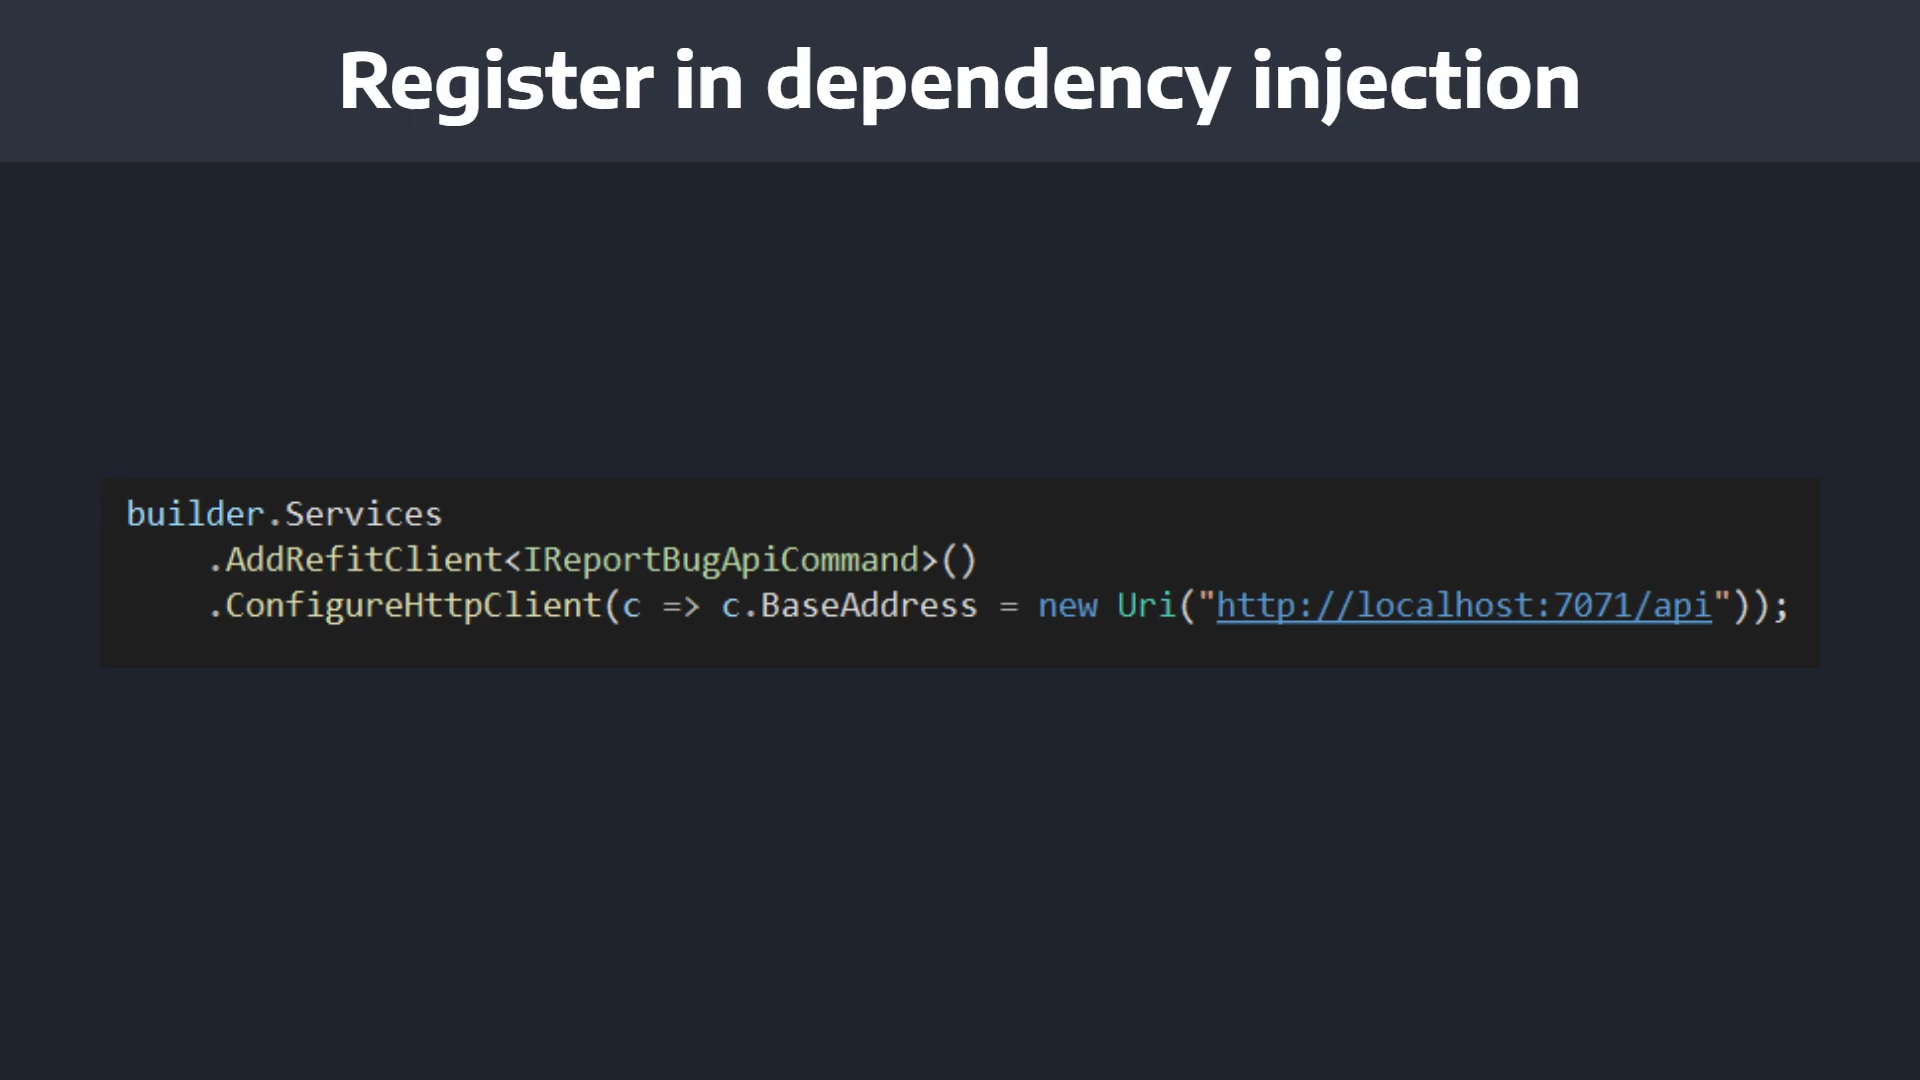 Register in dependency injection
builder.Services
.AddRefitClient<IReportBugApiCommand>()
.ConfigureHttpClient(c => c.BaseAddress = new Uri("http://localhost:7071/api"));